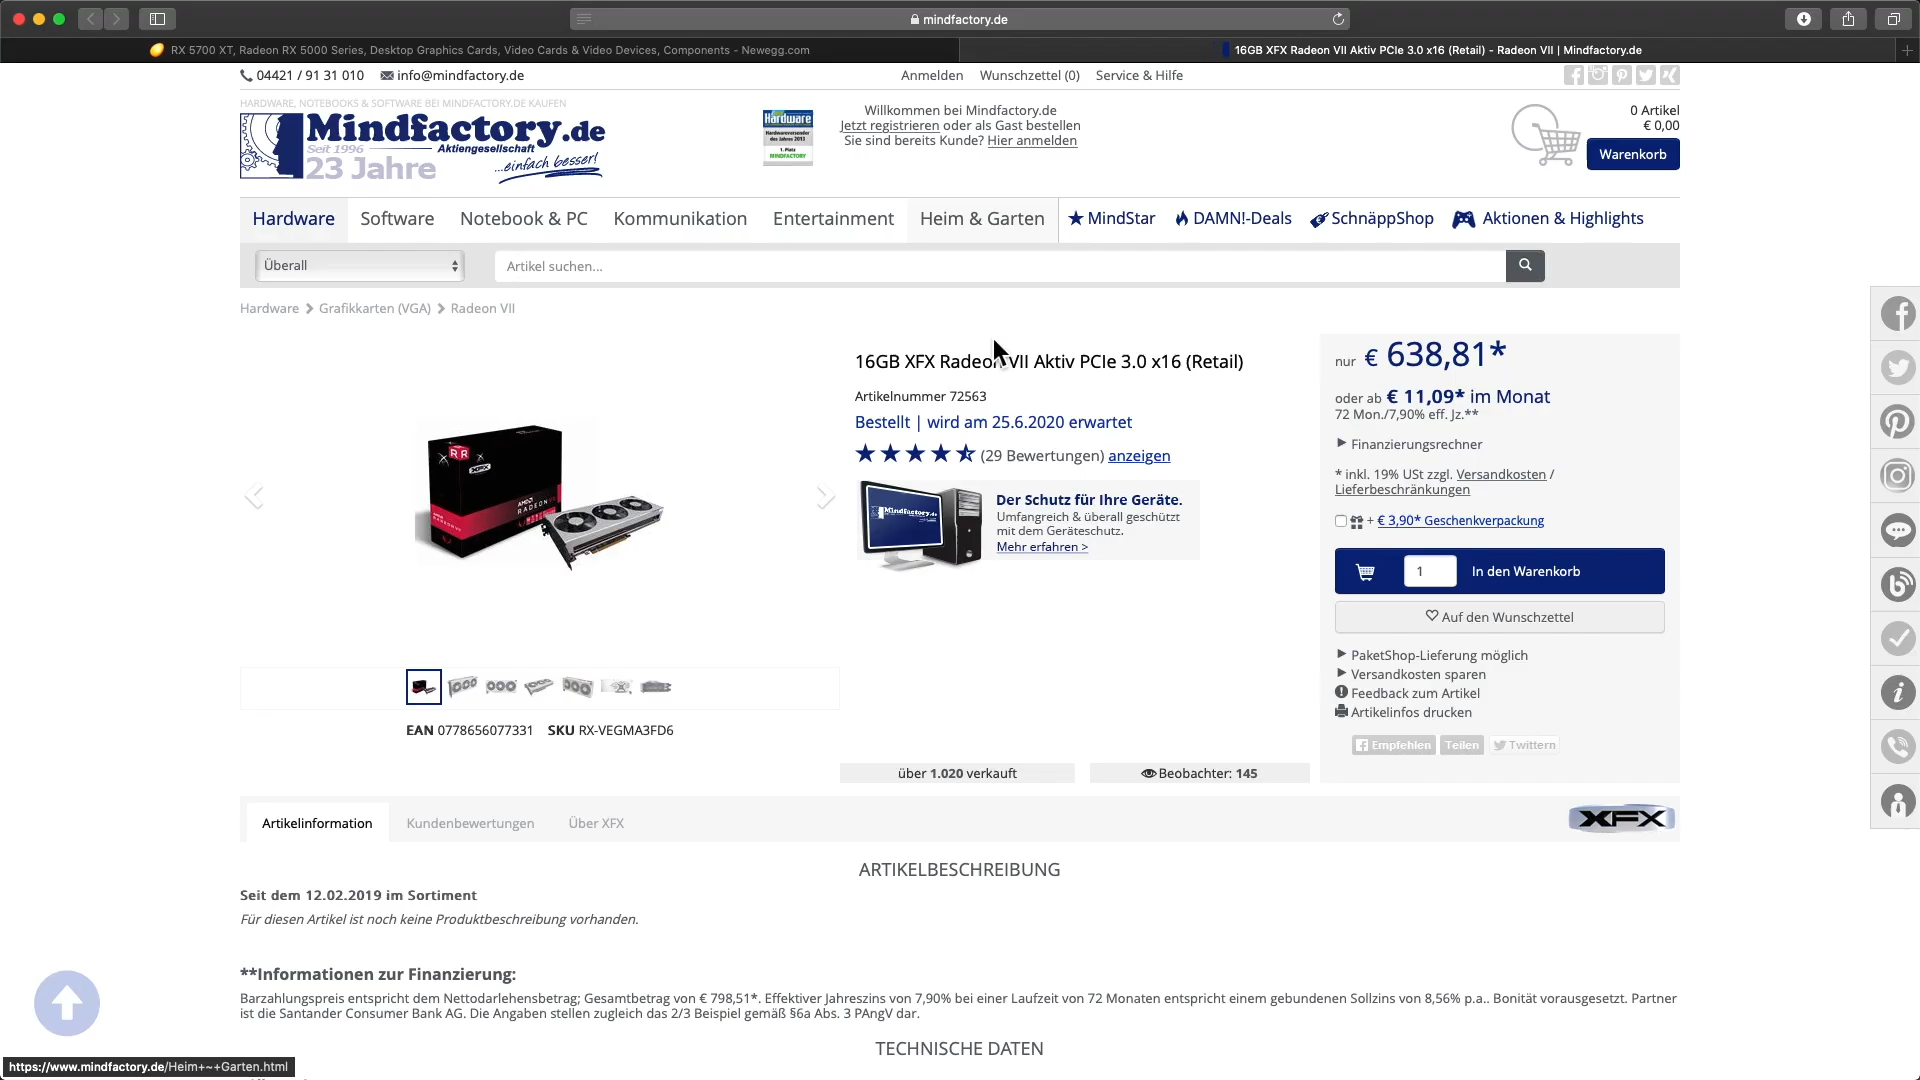 mindfactory.de
RX 5700 XT, Radeon RX 5000 Series, Desktop Graphics Cards, Video Cards & Video Devices, Components - Newegg.com
16GB XFX Radeon VII Aktiv PCIe 3.0 x16 (Retail) - Radeon VII | Mindfactory.de
04421 / 91 31 010 info@mindfactory.de
Anmelden Wunschzettel (0) Service & Hilfe
HARDWARE, NOTEBOOKS & SOFTWARE BEI MINDFACTORY.DE KAUFEN
Mindfactory.de
Seit 1996 Aktiengesellschaft
23 Jahre ...einfach besser!
Hardware
Hardwareversender
des Jahres 2013
1. Platz
MINDFACTORY
Willkommen bei Mindfactory.de
Jetzt registrieren oder als Gast bestellen
Sie sind bereits Kunde? Hier anmelden
0 Artikel
€ 0,00
Warenkorb
Hardware Software Notebook & PC Kommunikation Entertainment Heim & Garten MindStar DAMN!-Deals SchnäppShop Aktionen & Highlights
Überall Artikel suchen...
Hardware Grafikkarten (VGA) Radeon VII
16GB XFX Radeon VII Aktiv PCIe 3.0 x16 (Retail)
Artikelnummer 72563
Bestellt | wird am 25.6.2020 erwartet
(29 Bewertungen) anzeigen
Mindfactory.de
Der Schutz für Ihre Geräte.
Umfangreich & überall geschützt
mit dem Geräteschutz.
Mehr erfahren >
nur € 638,81*
oder ab € 11,09* im Monat
72 Mon./7,90% eff. Jz.**
Finanzierungsrechner
* inkl. 19% USt zzgl. Versandkosten /
Lieferbeschränkungen
+ € 3,90* Geschenkverpackung
1 In den Warenkorb
Auf den Wunschzettel
PaketShop-Lieferung möglich
Versandkosten sparen
Feedback zum Artikel
Artikelinfos drucken
Empfehlen Teilen Twittern
XFX
RADEON
EAN 0778656077331 SKU RX-VEGMA3FD6
über 1.020 verkauft
Beobachter: 145
Artikelinformation Kundenbewertungen Über XFX
XFX
ARTIKELBESCHREIBUNG
Seit dem 12.02.2019 im Sortiment
Für diesen Artikel ist noch keine Produktbeschreibung vorhanden.
**Informationen zur Finanzierung:
Barzahlungspreis entspricht dem Nettodarlehensbetrag; Gesamtbetrag von € 798,51*. Effektiver Jahreszins von 7,90% bei einer Laufzeit von 72 Monaten entspricht einem gebundenen Sollzins von 8,56% p.a.. Bonität vorausgesetzt. Partner
ist die Santander Consumer Bank AG. Die Angaben stellen zugleich das 2/3 Beispiel gemäß §6a Abs. 3 PAngV dar.
TECHNISCHE DATEN
https://www.mindfactory.de/Heim+~+Garten.html